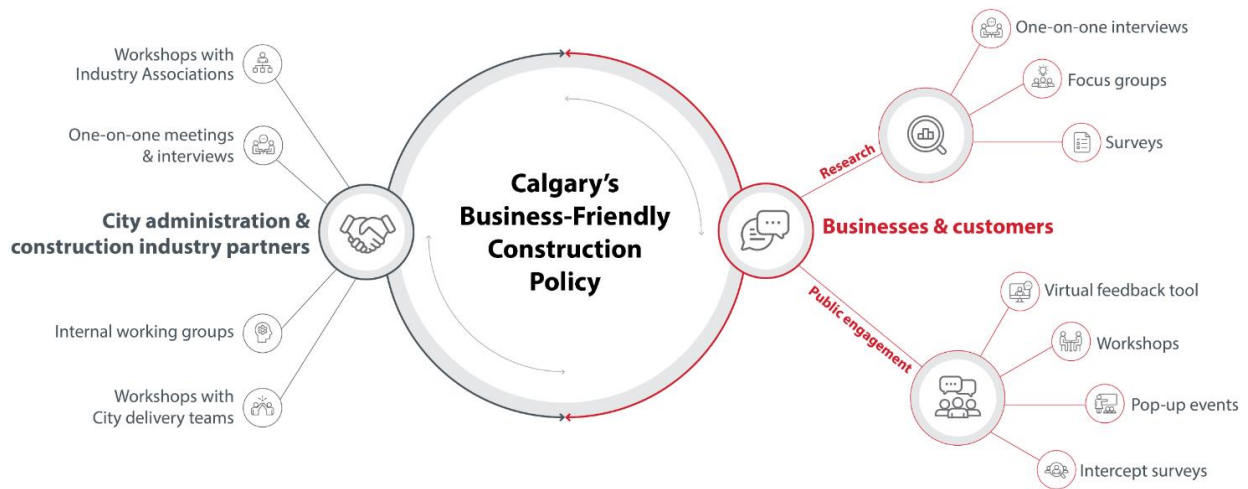 Workshops with
Industry Associations
One-on-one meetings
& interviews
City administration &
construction industry partners
Internal working groups
Workshops with
City delivery teams
Calgary’s
Business-Friendly
Construction
Policy
Businesses & customers
Research
One-on-one interviews
Focus groups
Surveys
Public engagement
Virtual feedback tool
Workshops
Pop-up events
Intercept surveys